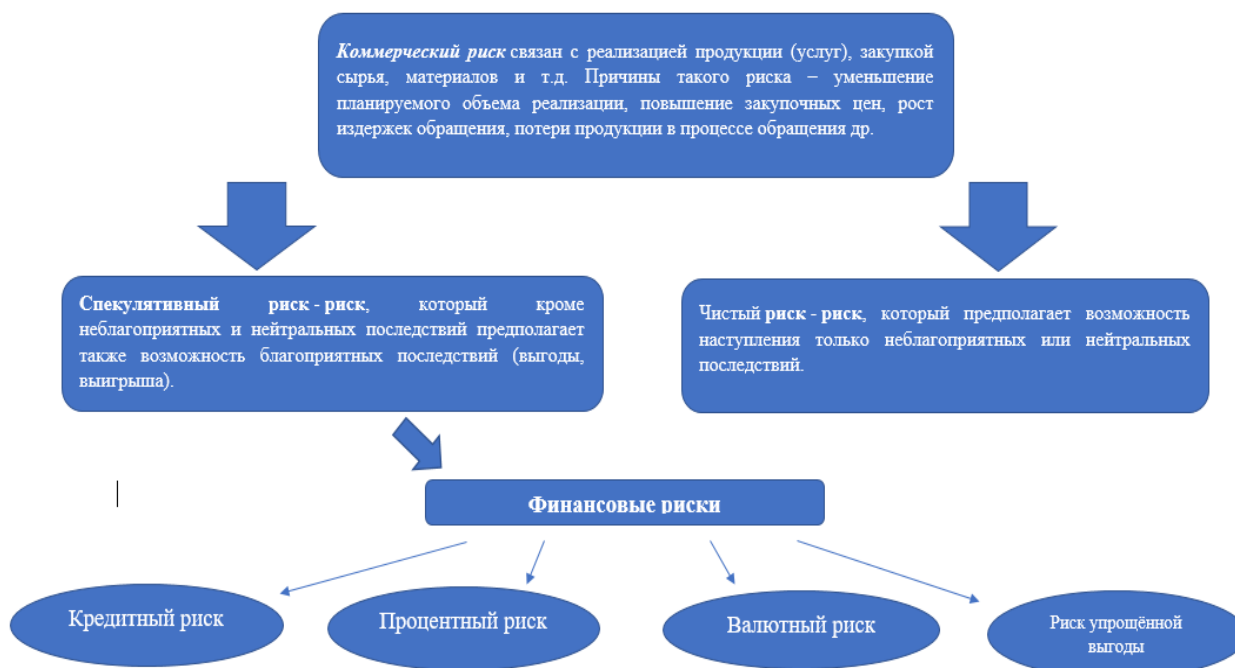 Коммерческий риск связан с реализацией продукции (услуг), закупкой
сырья, материалов и т.д. Причины такого риска – уменьшение
планируемого объема реализации, повышение закупочных цен, рост
издержек обращения, потери продукции в процессе обращения др.
Спекулятивный риск - риск, который кроме
неблагоприятных и нейтральных последствий предполагает
также возможность благоприятных последствий (выгоды,
выигрыша).
Чистый риск - риск, который предполагает возможность
наступления только неблагоприятных или нейтральных
последствий.
Финансовые риски
Кредитный риск
Процентный риск
Валютный риск
Риск упрощённой
выгоды